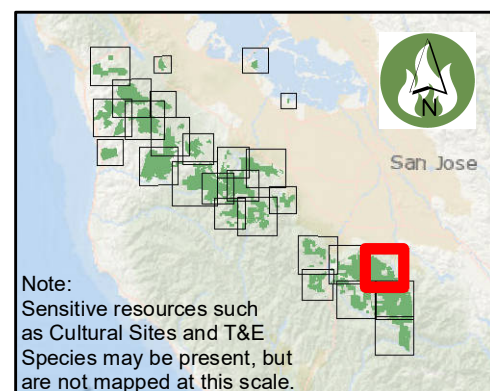 N
San Jose
Note:
Sensitive resources such
as Cultural Sites and T&E
Species may be present, but
are not mapped at this scale.